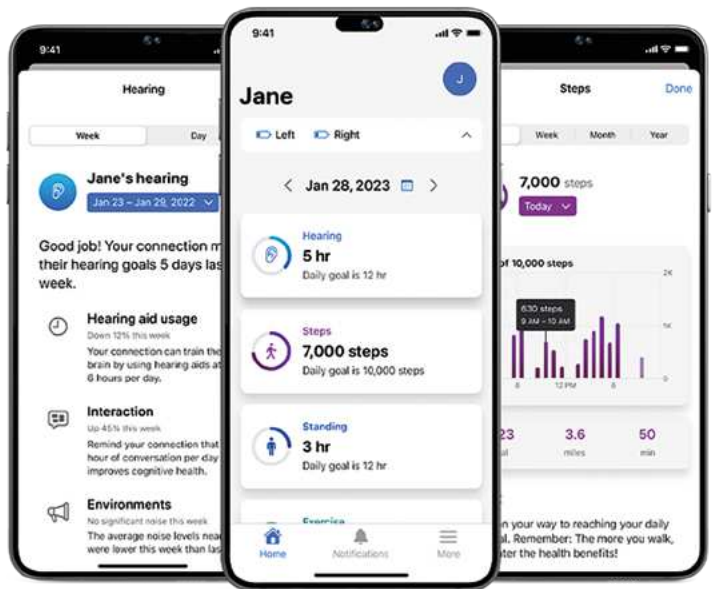 9:41
Hearing
Week
Day
Jane's hearing
Jan 23 – Jan 29, 2022
Good job! Your connection m
their hearing goals 5 days las
week.
Hearing aid usage
Down 12% this week
Your connection can train the
brain by using hearing aids at
6 hours per day.
Interaction
Up 45% this week
Remind your connection that
hour of conversation per day
improves cognitive health.
Environments
No significant noise this week
The average noise levels nea
were lower this week than las
9:41
J
Jane
Left
Right
Jan 28, 2023
Hearing
5 hr
Daily goal is 12 hr
Steps
7,000 steps
Daily goal is 10,000 steps
Standing
3 hr
Daily goal is 12 hr
Exercise
Home
Notifications
More
Steps
Done
Week
Month
Year
7,000 steps
Today
of 10,000 steps
2K
630 steps
9 AM – 10 AM
1K
0
6
12 PM
6
23
3.6
50
al
miles
min
n your way to reaching your daily
l. Remember: The more you walk,
ter the health benefits!